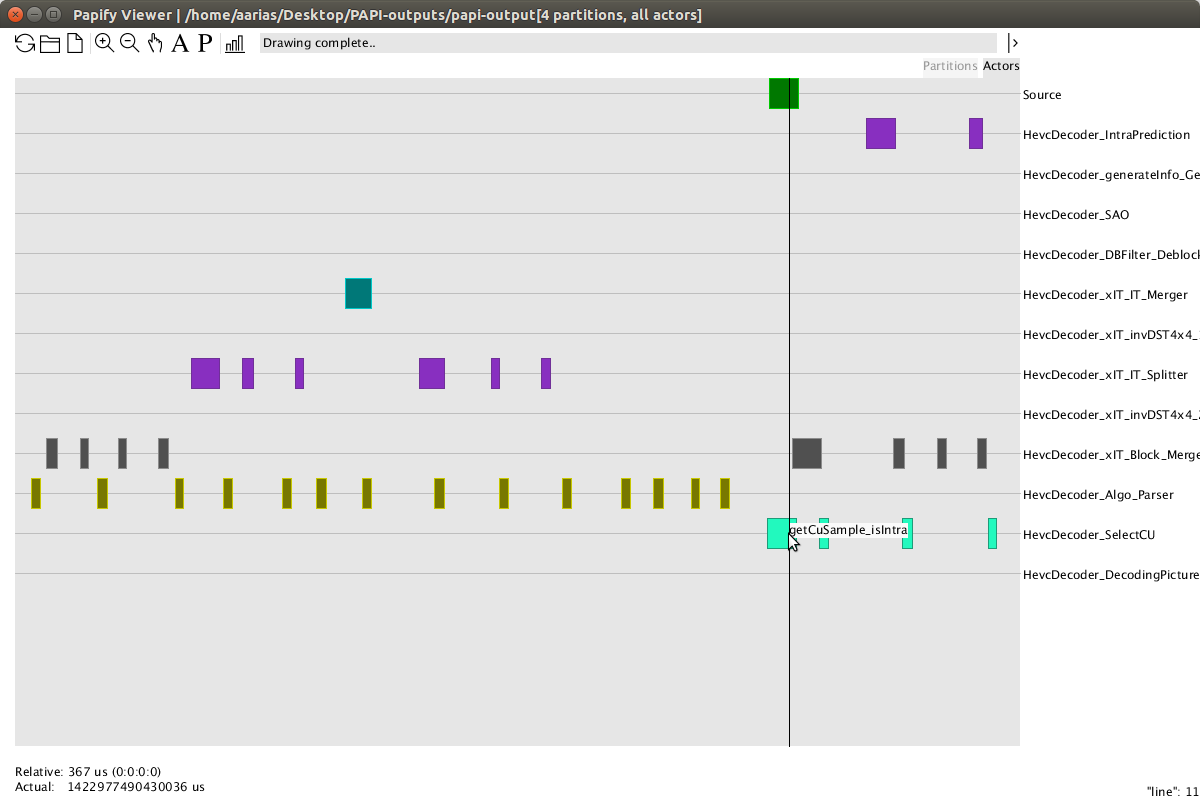 Papify Viewer | /home/aarias/Desktop/PAPI-outputs/papi-output[4 partitions, all actors]
A P Drawing complete..
Partitions Actors
Source
HevcDecoder_IntraPrediction
HevcDecoder_generateInfo_Ge
HevcDecoder_SAO
HevcDecoder_DBFilter_Deblock
HevcDecoder_xIT_IT_Merger
HevcDecoder_xIT_invDST4x4_
HevcDecoder_xIT_IT_Splitter
HevcDecoder_xIT_invDST4x4_
HevcDecoder_xIT_Block_Merge
HevcDecoder_Algo_Parser
getCuSample_isIntra
HevcDecoder_SelectCU
HevcDecoder_DecodingPicture
Relative: 367 us (0:0:0:0)
Actual: 1422977490430036 us
"line": 11